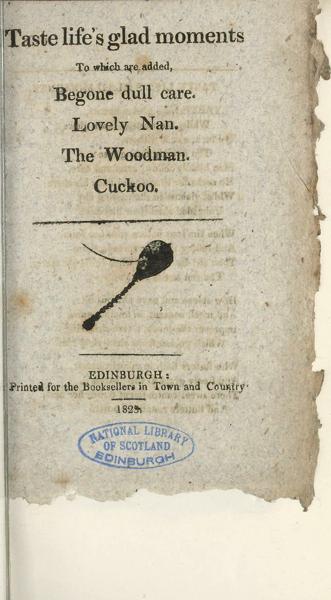 Taste life's glad moments
To which are added,
Begone dull care.
Lovely Nan.
The Woodman.
Cuckoo.
EDINBURGH:
Printed for the Booksellers in Town and Country
1823.
NATIONAL LIBRARY
OF SCOTLAND
EDINBURGH